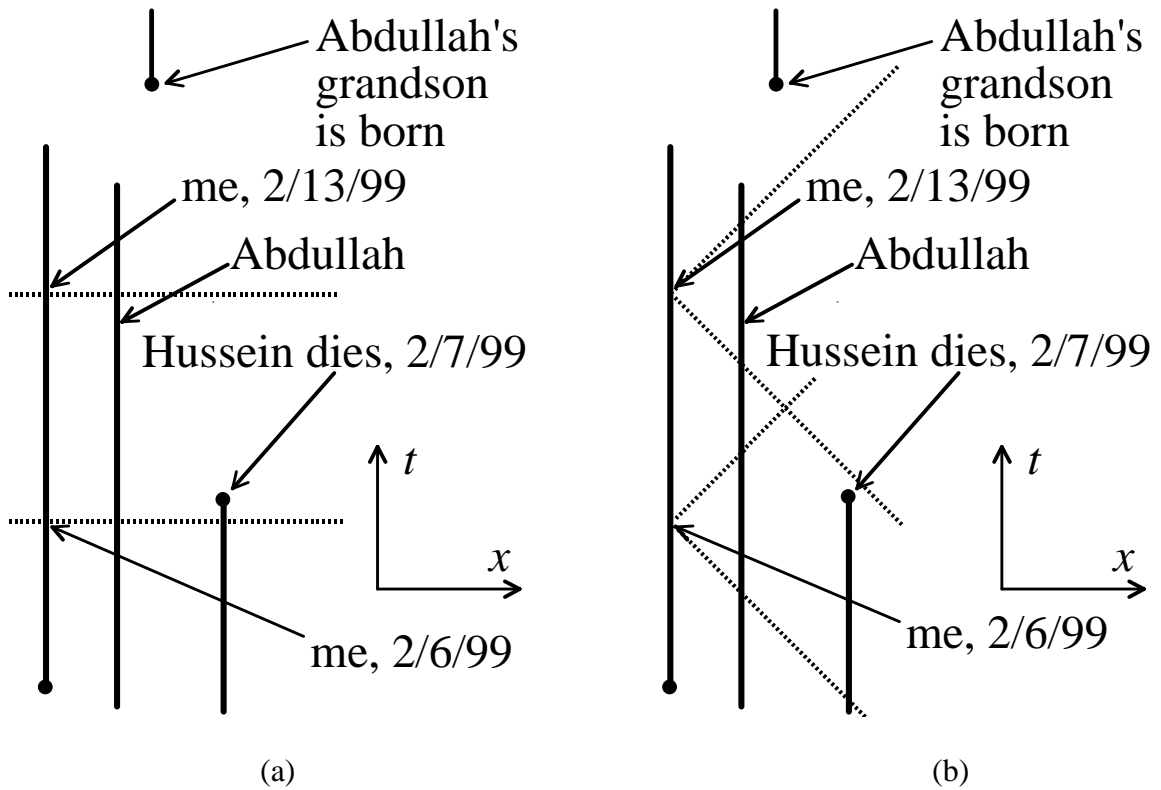 Abdullah's
grandson
is born
me, 2/13/99
Abdullah
Hussein dies, 2/7/99
t
x
me, 2/6/99
(a)
Abdullah's
grandson
is born
me, 2/13/99
Abdullah
Hussein dies, 2/7/99
t
x
me, 2/6/99
(b)